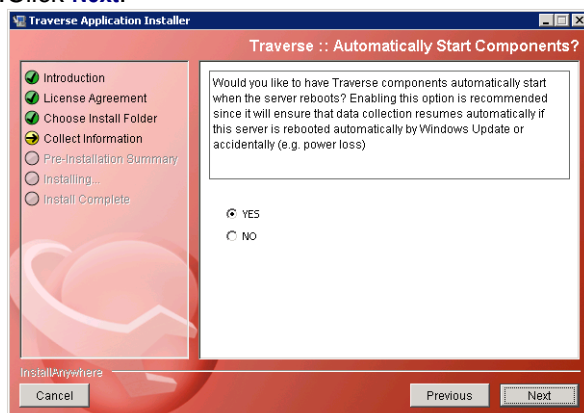 Click Next.
Traverse Application Installer
Traverse :: Automatically Start Components?
Introduction
License Agreement
Choose Install Folder
Collect Information
Pre-Installation Summary
Installing...
Install Complete
Would you like to have Traverse components automatically start
when the server reboots? Enabling this option is recommended
since it will ensure that data collection resumes automatically if
this server is rebooted automatically by Windows Update or
accidentally (e.g. power loss)
YES
NO
InstallAnywhere
Cancel
Previous
Next